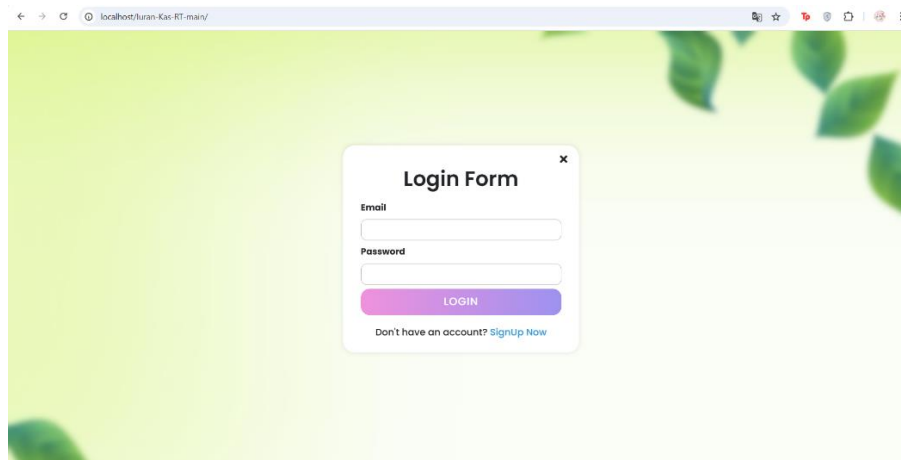 localhost/Iuran-Kas-RT-main/
Login Form
Email
Password
LOGIN
Don't have an account? SignUp Now